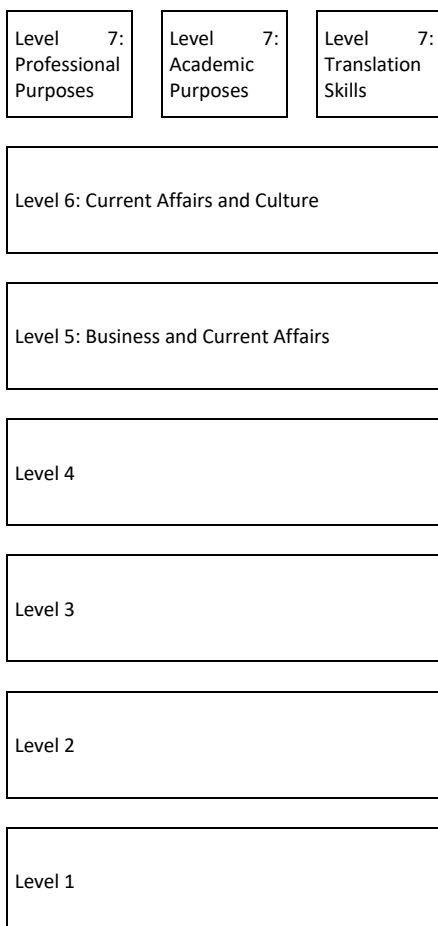 Level 7:
Professional
Purposes
Level 7:
Academic
Purposes
Level 7:
Translation
Skills
Level 6: Current Affairs and Culture
Level 5: Business and Current Affairs
Level 4
Level 3
Level 2
Level 1